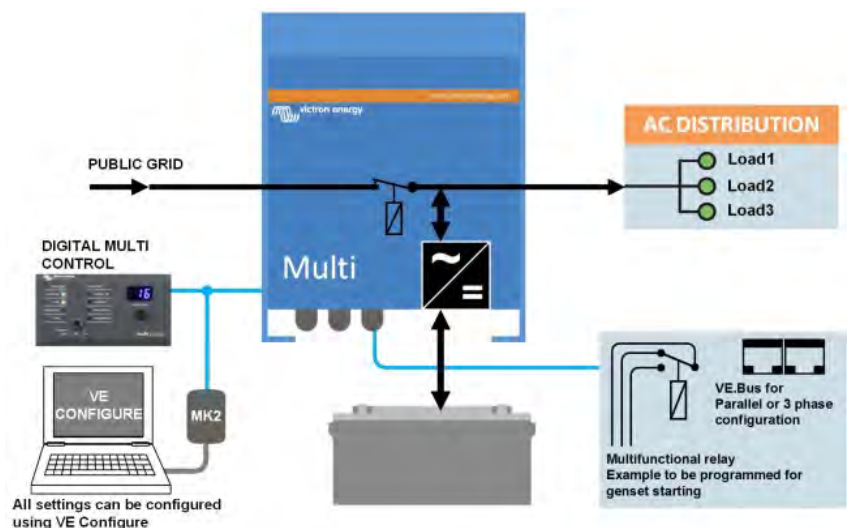 victron energy
AC DISTRIBUTION
PUBLIC GRID
Load1
Load2
Load3
DIGITAL MULTI
CONTROL
16
Multi
VE
CONFIGURE
MK2
VE.Bus for
Parallel or 3 phase
configuration
Multifunctional relay
Example to be programmed for
genset starting
All settings can be configured
using VE Configure